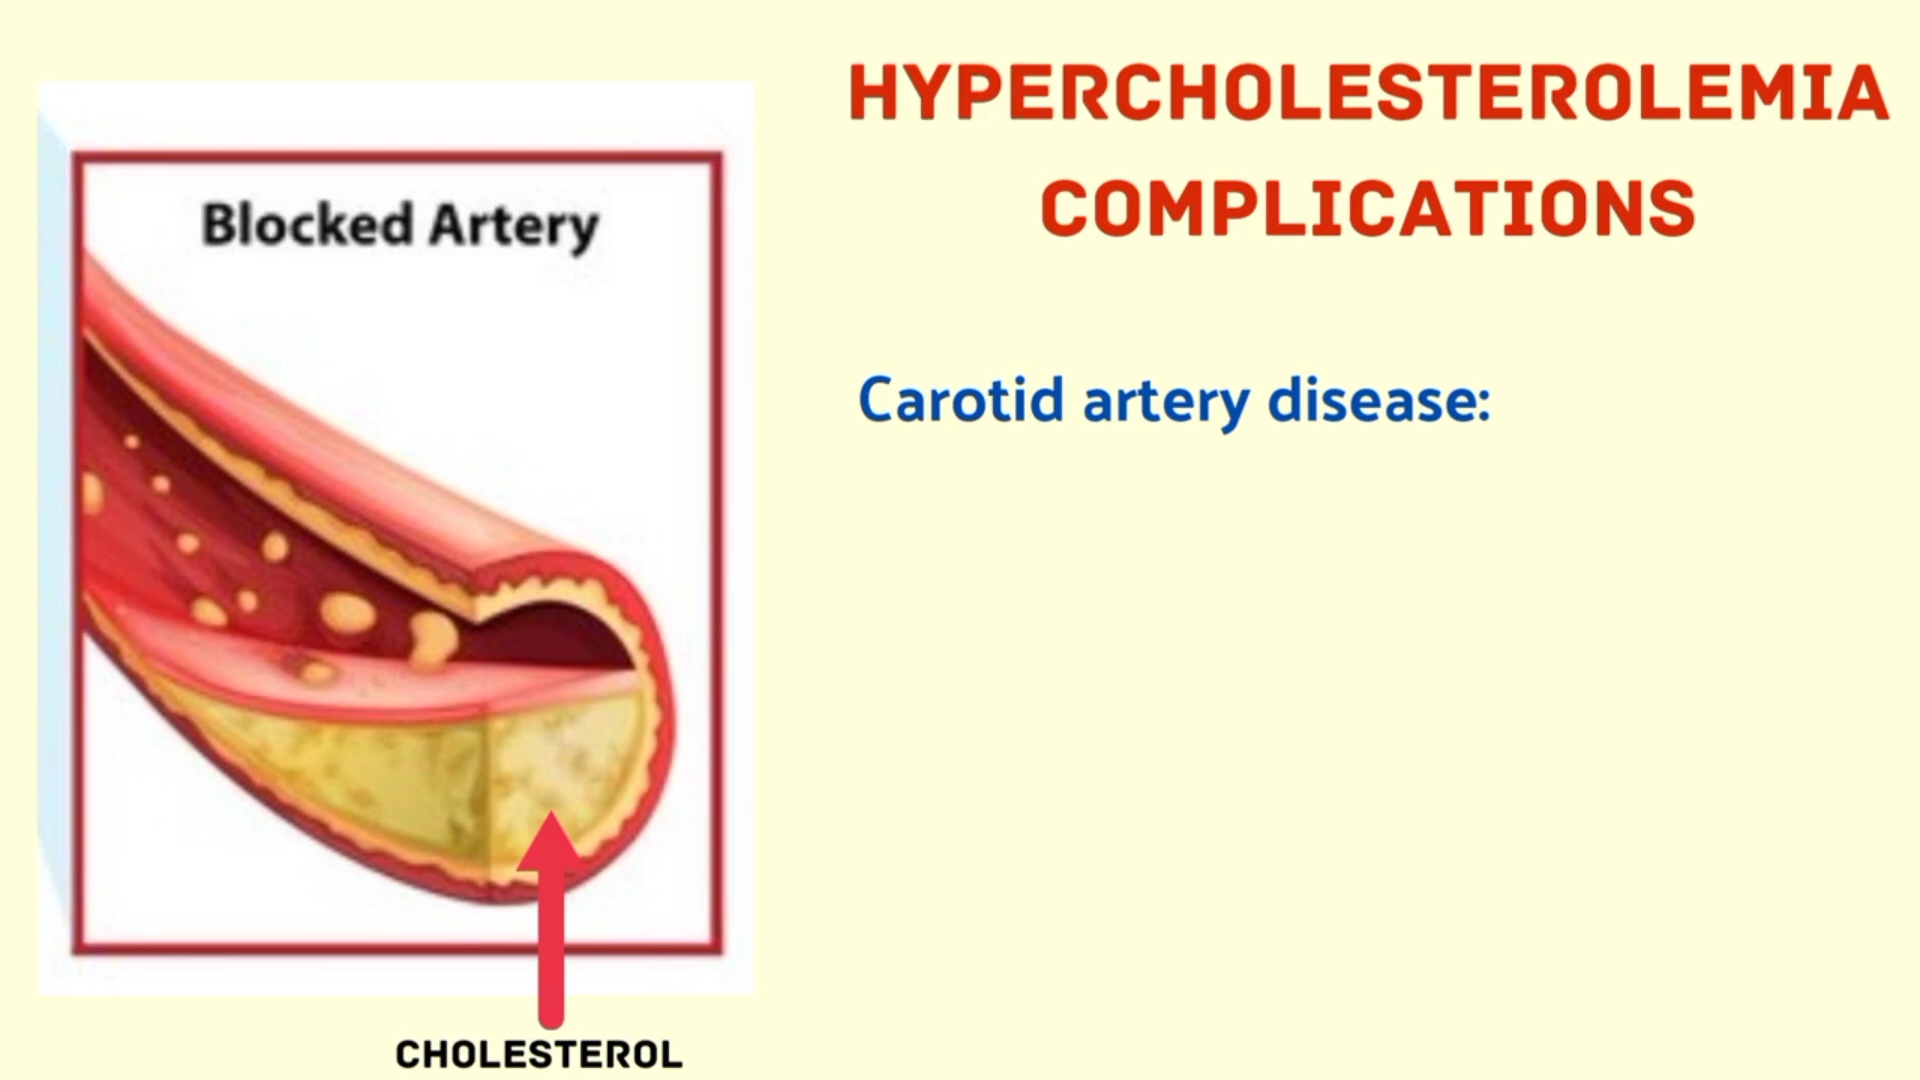 HYPERCHOLESTEROLEMIA
COMPLICATIONS
Blocked Artery
Carotid artery disease:
CHOLESTEROL